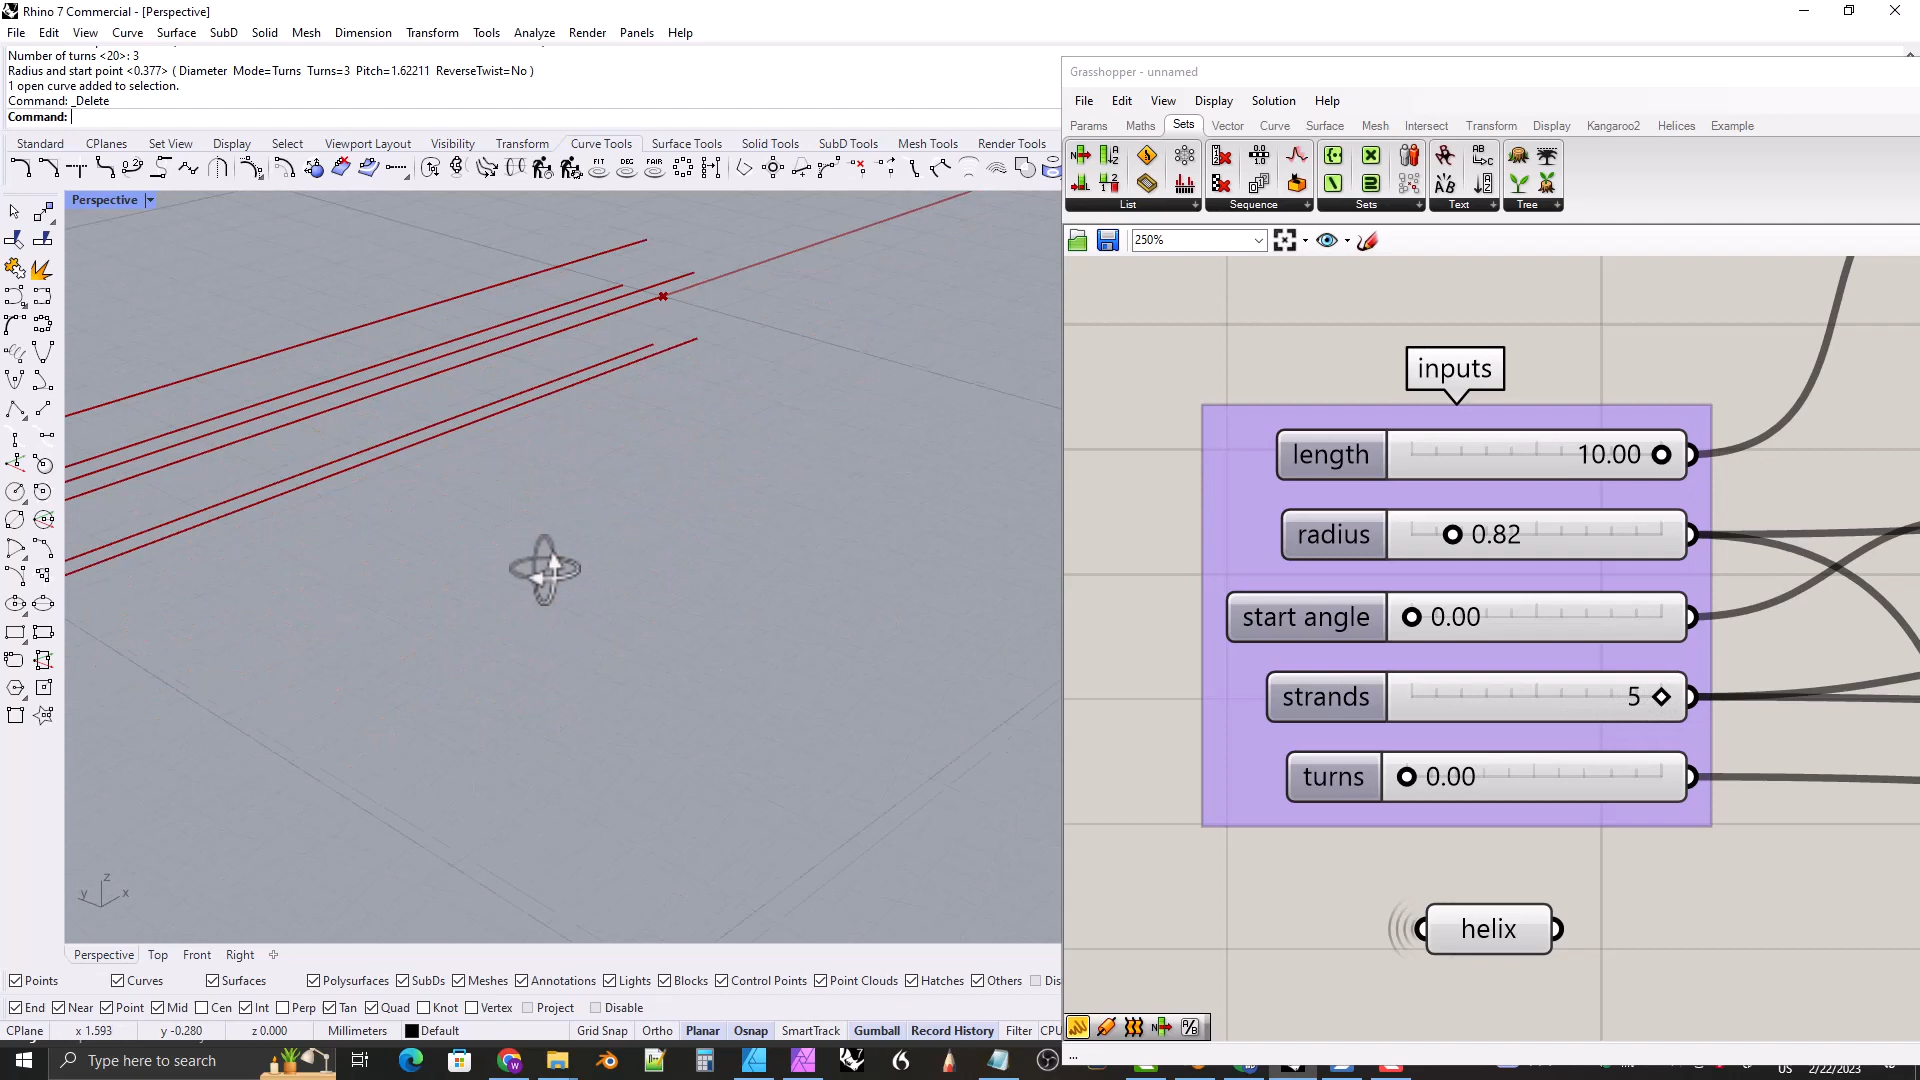 Rhino 7 Commercial - [Perspective]
File Edit View Curve Surface SubD Solid Mesh Dimension Transform Tools Analyze Render Panels Help
Number of turns <20>: 3
Radius and start point <0.377> ( Diameter Mode=Turns Turns=3 Pitch=1.62211 ReverseTwist=No )
1 open curve added to selection.
Command: _Delete
Command:
Standard CPlanes Set View Display Select Viewport Layout Visibility Transform Curve Tools Surface Tools Solid Tools SubD Tools Mesh Tools Render Tools
FIT DEG FAIR
Perspective
z
y x
Perspective Top Front Right
Points Curves Surfaces Polysurfaces SubDs Meshes Annotations Lights Blocks Control Points Point Clouds Hatches Others Dis
End Near Point Mid Cen Int Perp Tan Quad Knot Vertex Project Disable
CPlane x 1.593 y -0.280 z 0.000 Millimeters Default Grid Snap Ortho Planar Osnap SmartTrack Gumball Record History Filter CPU
Grasshopper - unnamed
File Edit View Display Solution Help
Params Maths Sets Vector Curve Surface Mesh Intersect Transform Display Kangaroo2 Helices Example
List Sequence Sets Text Tree
250%
inputs
length 10.00
radius 0.82
start angle 0.00
strands 5
turns 0.00
helix
...
Type here to search
US 2/22/2023